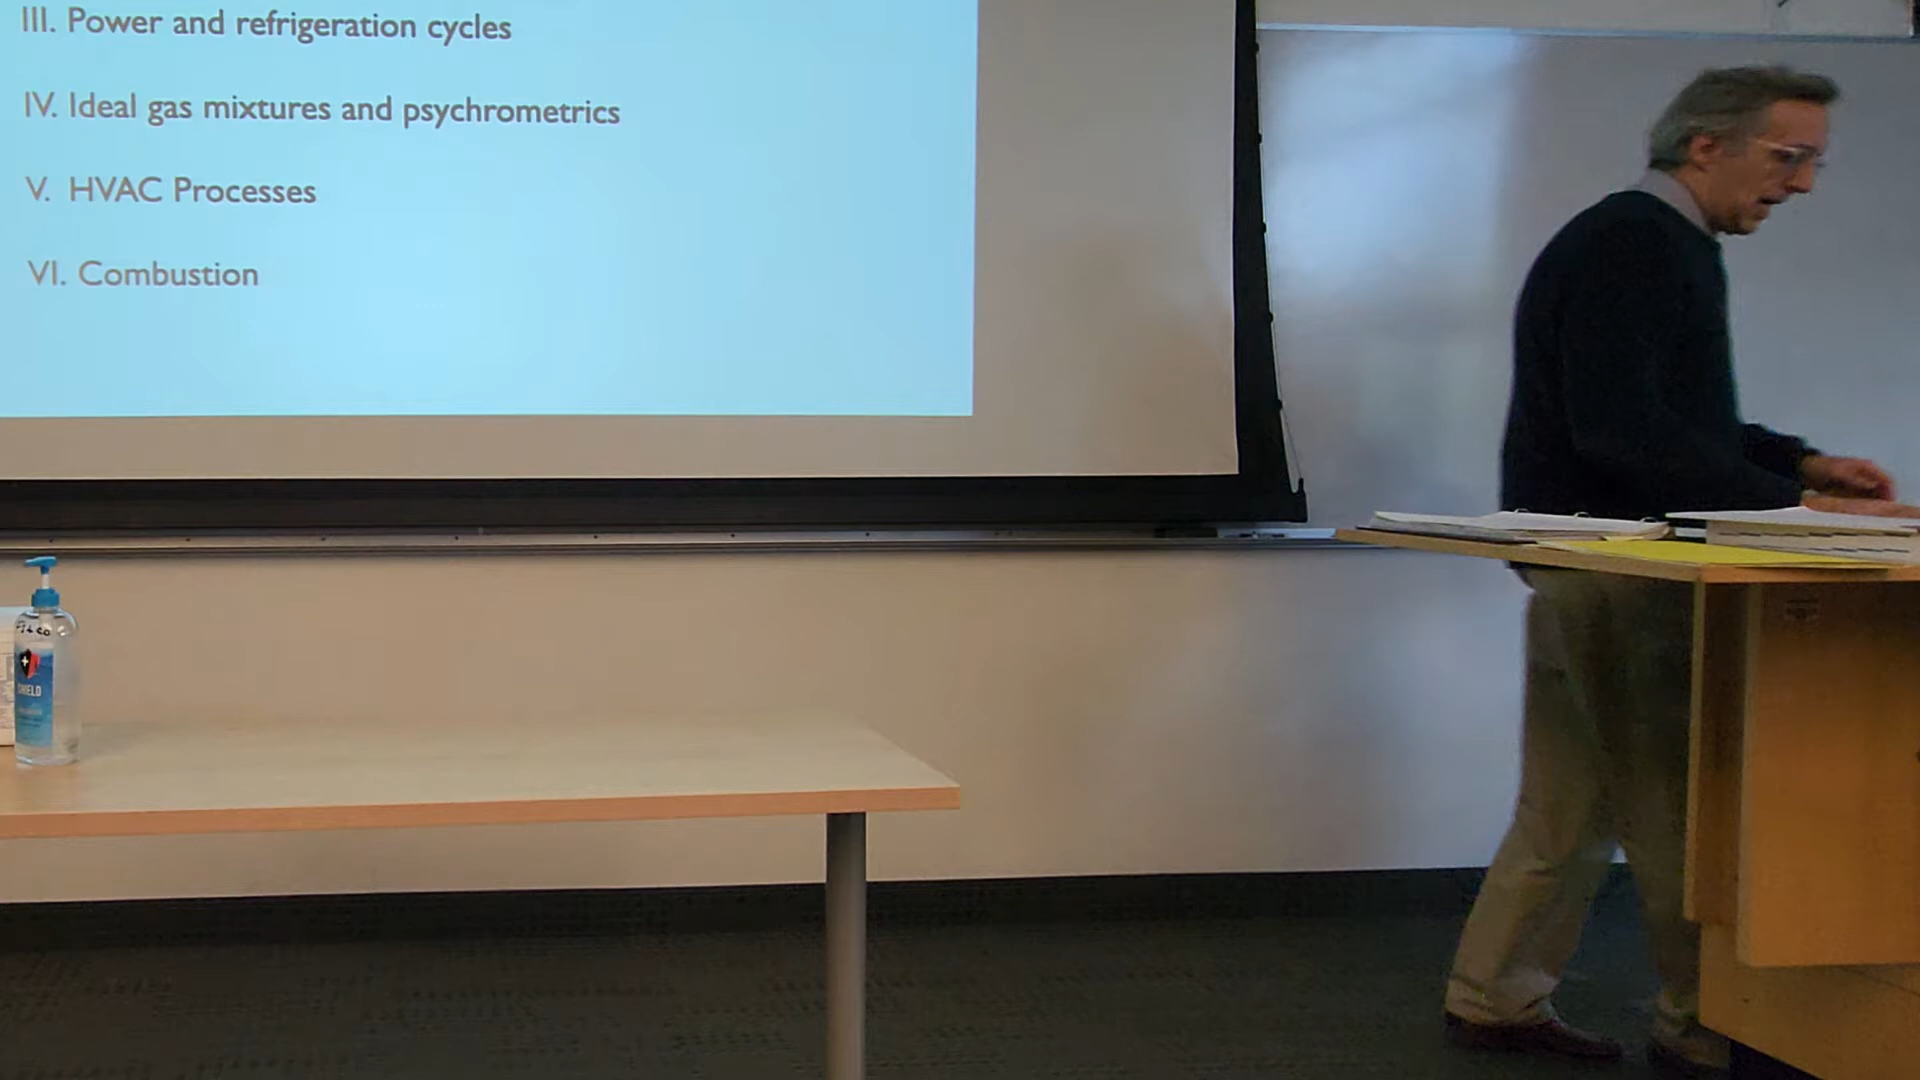 III. Power and refrigeration cycles
IV. Ideal gas mixtures and psychrometrics
V. HVAC Processes
VI. Combustion
SHIELD